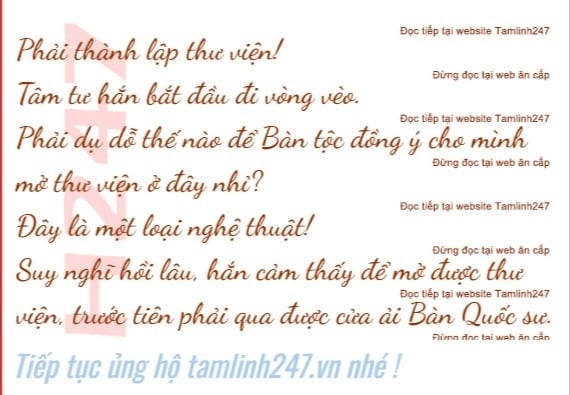 Đọc tiếp tại website Tamlinh247
Phải thành lập thư viện!
Đừng đọc tại web ăn cắp
Tâm tư hắn bắt đầu đi vòng vèo.
Đọc tiếp tại website Tamlinh247
Phải dụ dỗ thế nào để Bàn tộc đồng ý cho mình
Đừng đọc tại web ăn cắp
mở thư viện ở đây nhỉ?
Đọc tiếp tại website Tamlinh247
Đây là một loại nghệ thuật!
Đừng đọc tại web ăn cắp
Suy nghĩ hồi lâu, hắn cảm thấy để mở được thư
Đọc tiếp tại website Tamlinh247
viện, trước tiên phải qua được cửa ải Bàn Quốc sư.
Đừng đọc tại web ăn cắp
Tiếp tục ủng hộ tamlinh247.vn nhé !
H247